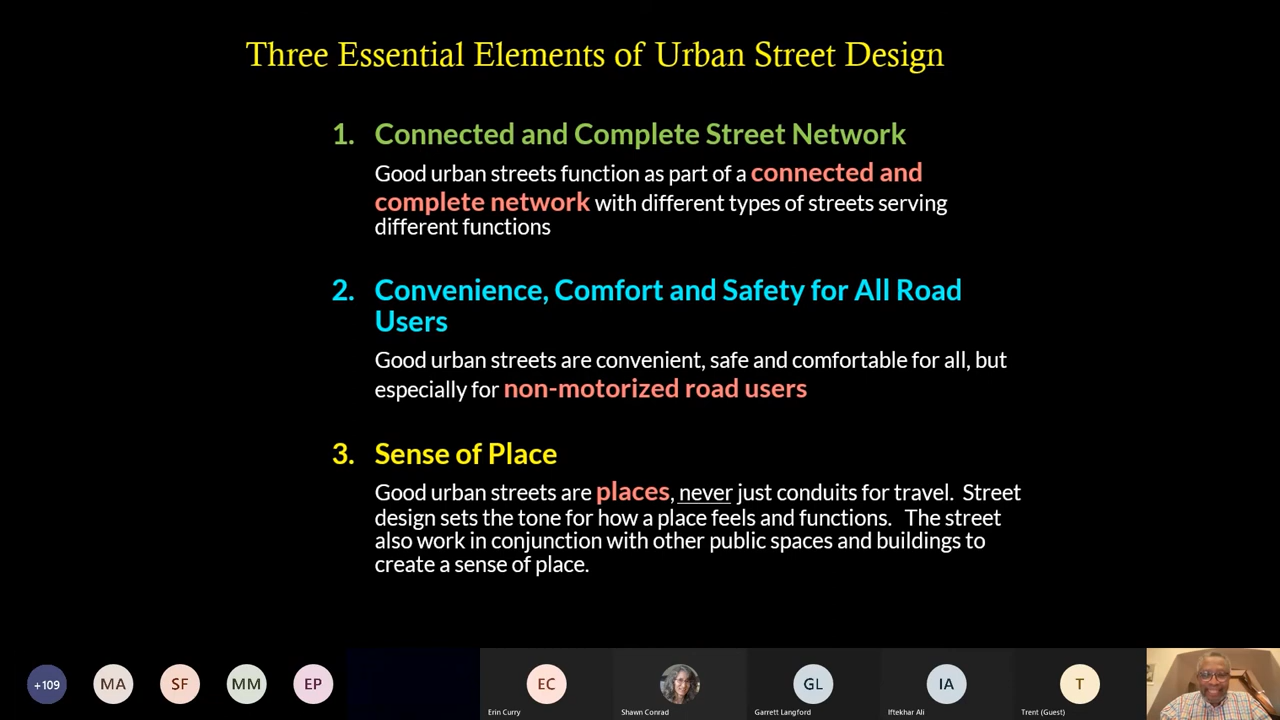 Three Essential Elements of Urban Street Design
1. Connected and Complete Street Network
Good urban streets function as part of a connected and
complete network with different types of streets serving
different functions
2. Convenience, Comfort and Safety for All Road
Users
Good urban streets are convenient, safe and comfortable for all, but
especially for non-motorized road users
3. Sense of Place
Good urban streets are places, never just conduits for travel. Street
design sets the tone for how a place feels and functions. The street
also work in conjunction with other public spaces and buildings to
create a sense of place.
+109 MA SF MM EP EC GL IA T
Erin Curry Shawn Conrad Garrett Langford Iftekhar Ali Trent (Guest)